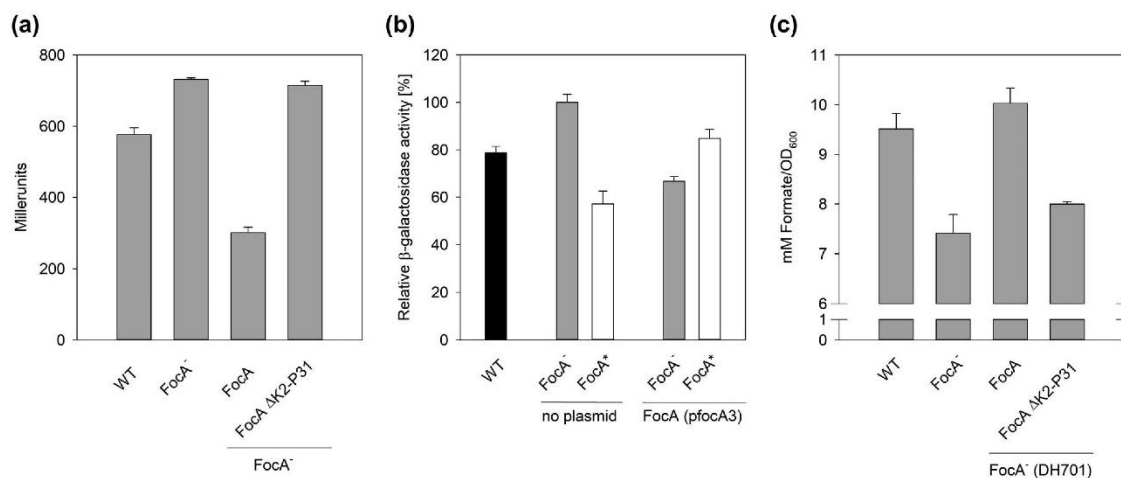 (a)
Millerunits
800
600
400
200
0
WT
FocA⁻
FocA
FocA ΔK2-P31
FocA⁻
(b)
Relative β-galactosidase activity [%]
120
100
80
60
40
20
0
WT
FocA⁻
FocA*
FocA⁻
FocA*
no plasmid
FocA (pfocA3)
(c)
mM Formate/OD₆₀₀
11
10
9
8
7
6
1
0
WT
FocA⁻
FocA
FocA ΔK2-P31
FocA⁻ (DH701)